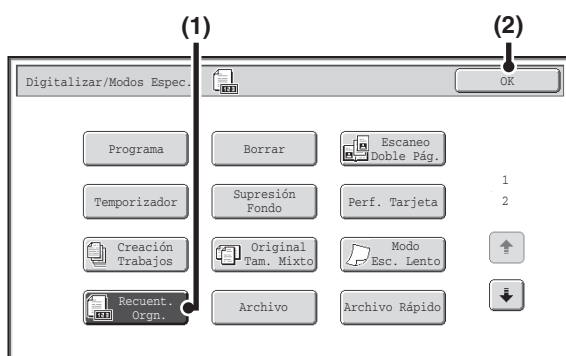 (1) (2)
Digitalizar/Modos Espec.
OK
Programa
Borrar
Escaneo
Doble Pág.
Temporizador
Supresión
Fondo
Perf. Tarjeta
1
2
Creación
Trabajos
Original
Tam. Mixto
Modo
Esc. Lento
Recuent.
Orgn.
Archivo
Archivo Rápido